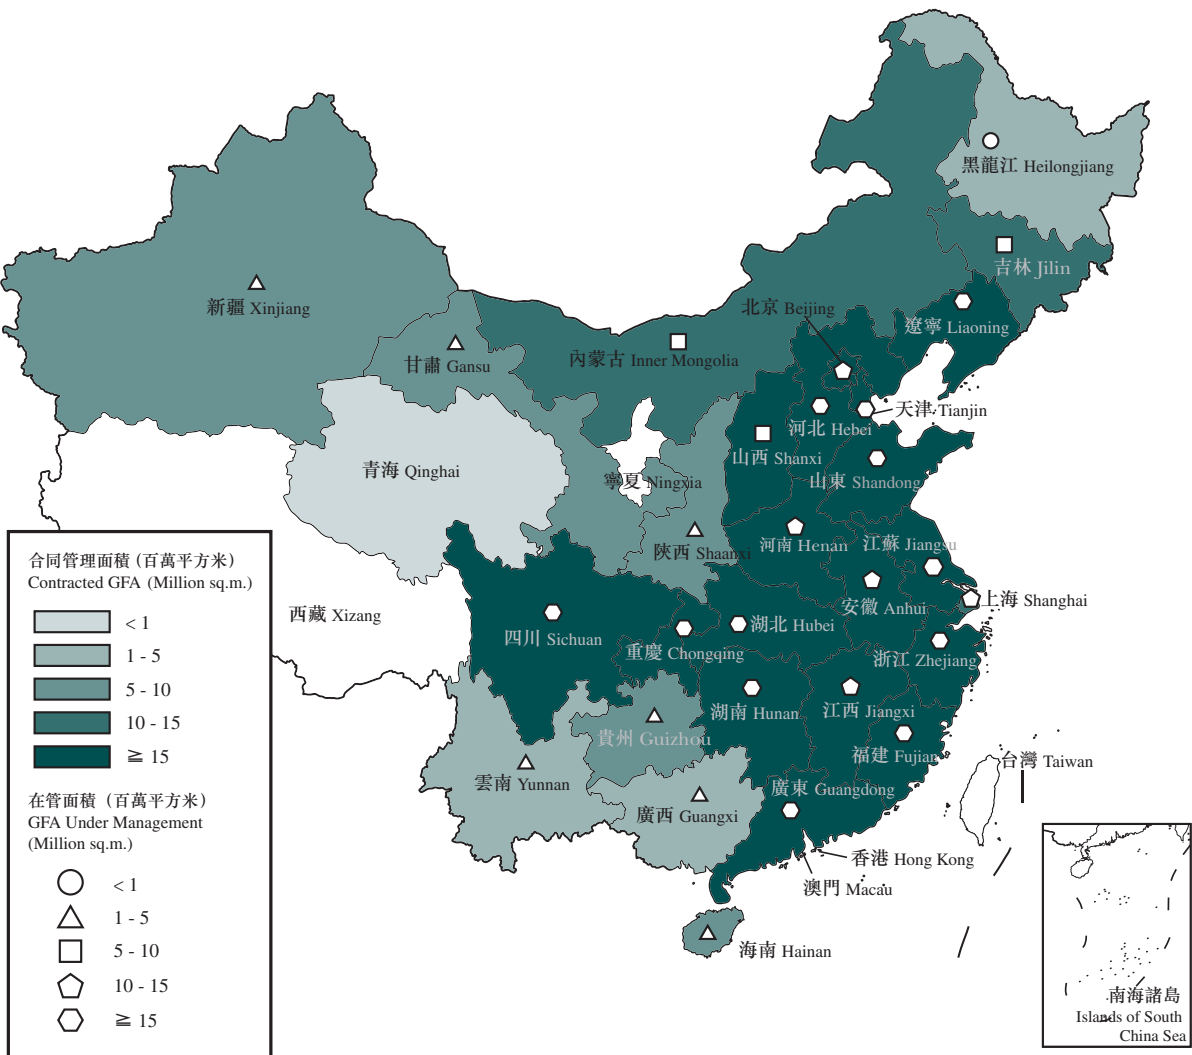 黑龍江 Heilongjiang
吉林 Jilin
新疆 Xinjiang
北京 Beijing
遼寧 Liaoning
甘肅 Gansu
內蒙古 Inner Mongolia
天津 Tianjin
河北 Hebei
山西 Shanxi
青海 Qinghai
寧夏 Ningxia
山東 Shandong
陝西 Shaanxi
河南 Henan
江蘇 Jiangsu
安徽 Anhui
上海 Shanghai
西藏 Xizang
四川 Sichuan
重慶 Chongqing
湖北 Hubei
浙江 Zhejiang
湖南 Hunan
江西 Jiangxi
貴州 Guizhou
福建 Fujian
台灣 Taiwan
雲南 Yunnan
廣西 Guangxi
廣東 Guangdong
香港 Hong Kong
澳門 Macau
海南 Hainan
合同管理面積（百萬平方米）
Contracted GFA (Million sq.m.)
< 1
1 - 5
5 - 10
10 - 15
≧ 15
在管面積（百萬平方米）
GFA Under Management
(Million sq.m.)
< 1
1 - 5
5 - 10
10 - 15
≧ 15
南海諸島
Islands of South
China Sea